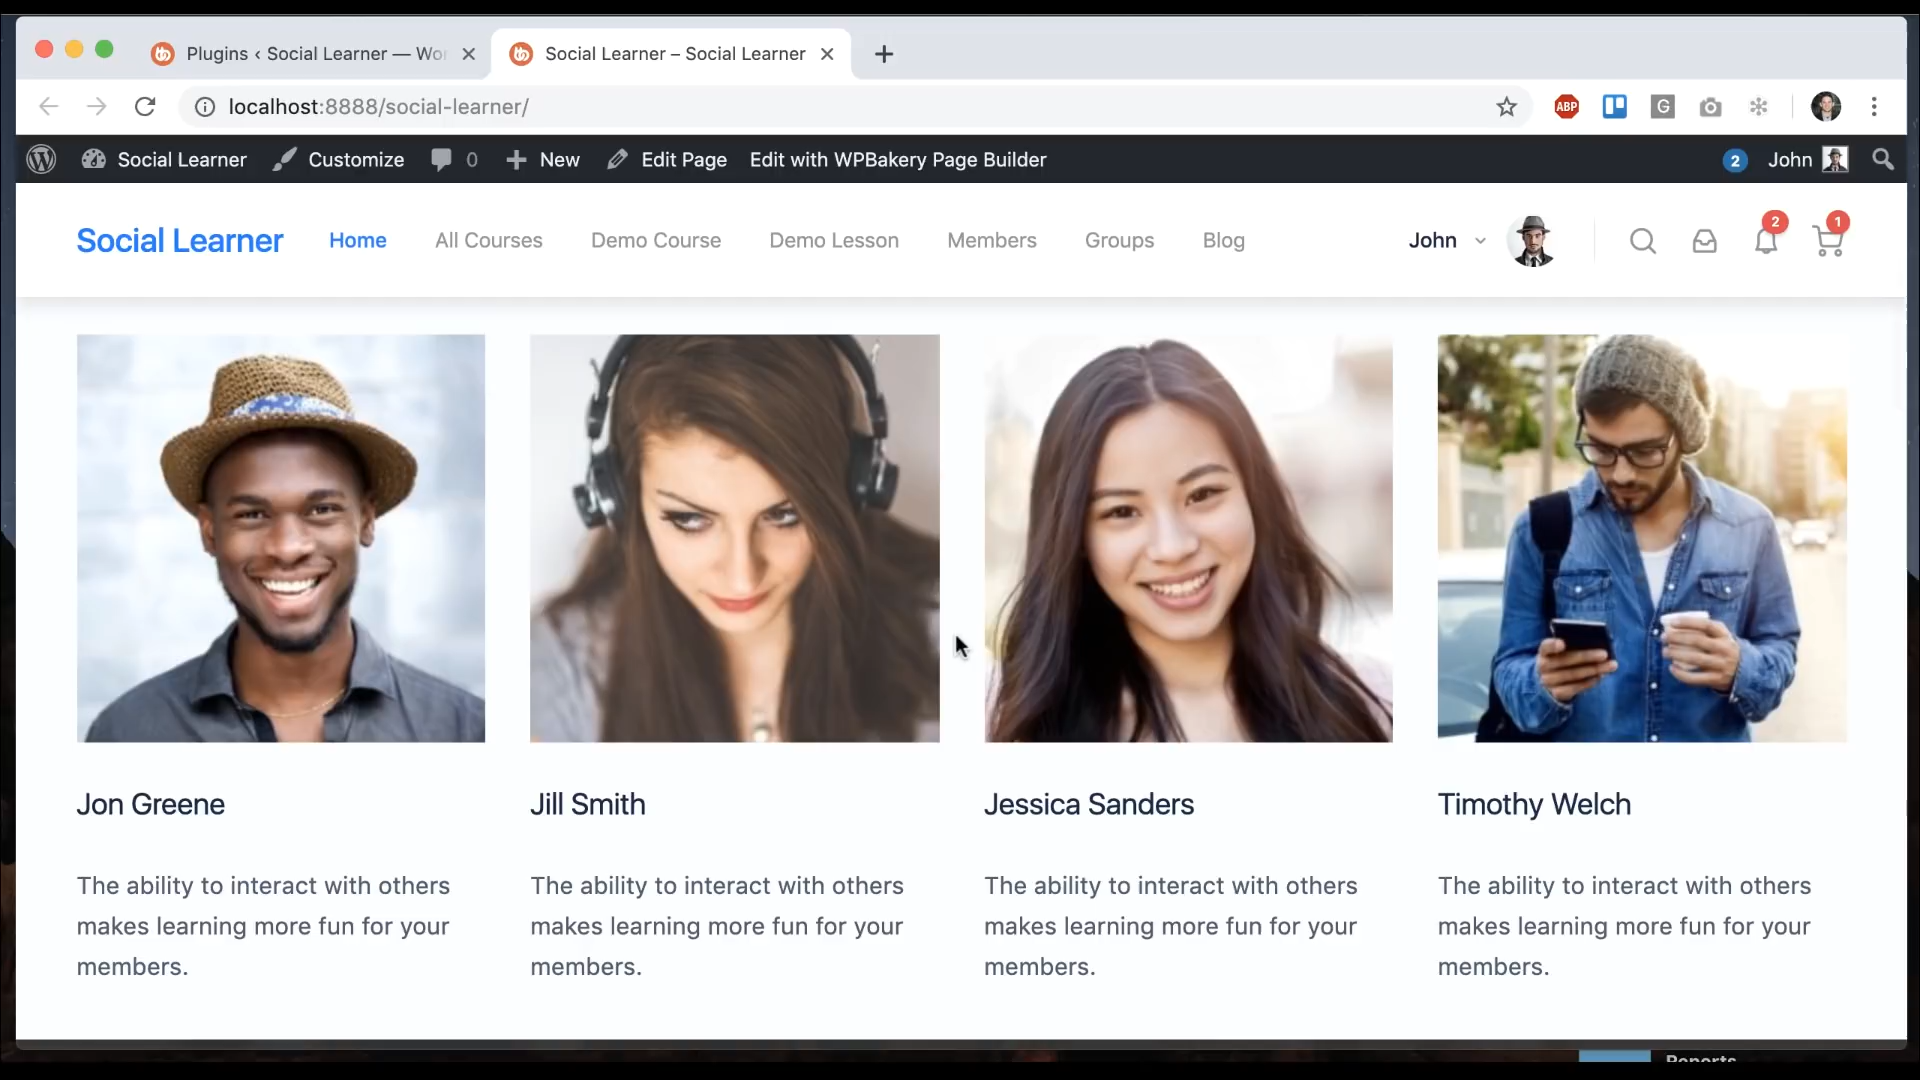 Plugins ‹ Social Learner — Wo
Social Learner – Social Learner
localhost:8888/social-learner/
ABP
G
Social Learner
Customize
0
New
Edit Page
Edit with WPBakery Page Builder
2
John
Social Learner
Home
All Courses
Demo Course
Demo Lesson
Members
Groups
Blog
John
2
1
Jon Greene
Jill Smith
Jessica Sanders
Timothy Welch
The ability to interact with others
makes learning more fun for your
members.
The ability to interact with others
makes learning more fun for your
members.
The ability to interact with others
makes learning more fun for your
members.
The ability to interact with others
makes learning more fun for your
members.
Reports